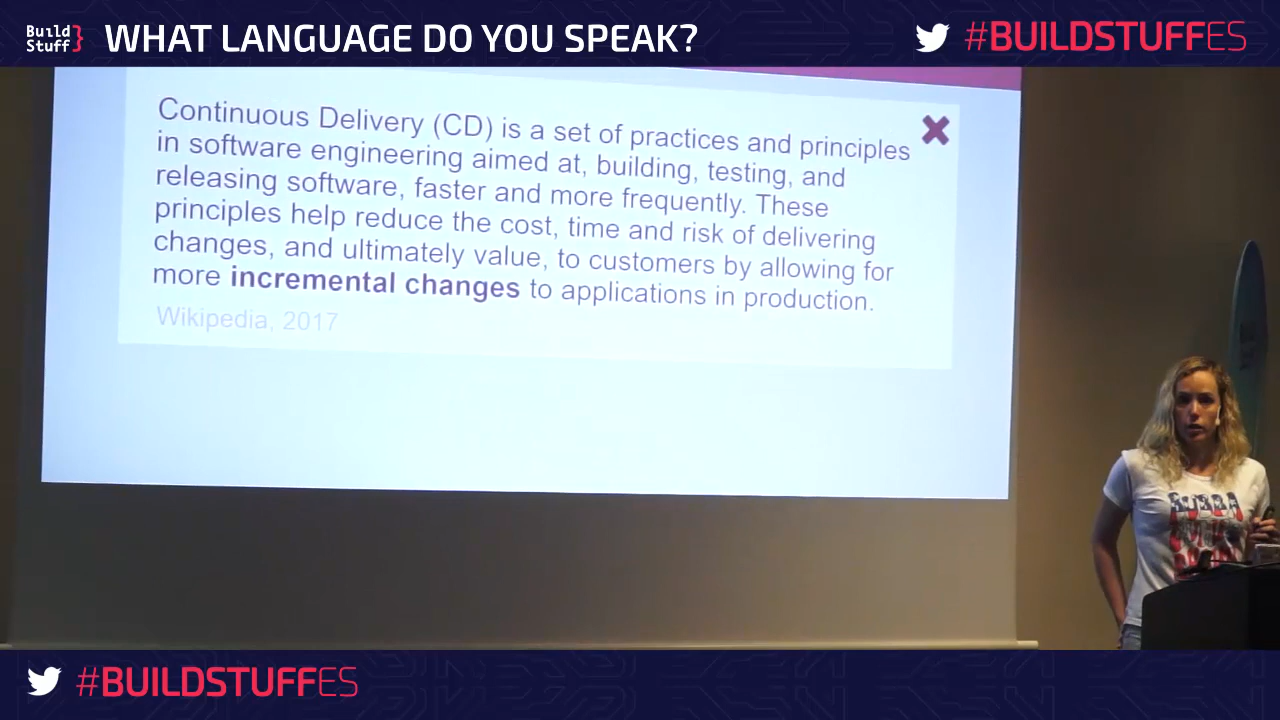 Build
Stuff}
WHAT LANGUAGE DO YOU SPEAK?
#BUILDSTUFFES
Continuous Delivery (CD) is a set of practices and principles
in software engineering aimed at, building, testing, and
releasing software, faster and more frequently. These
principles help reduce the cost, time and risk of delivering
changes, and ultimately value, to customers by allowing for
more incremental changes to applications in production.
Wikipedia, 2017
#BUILDSTUFFES